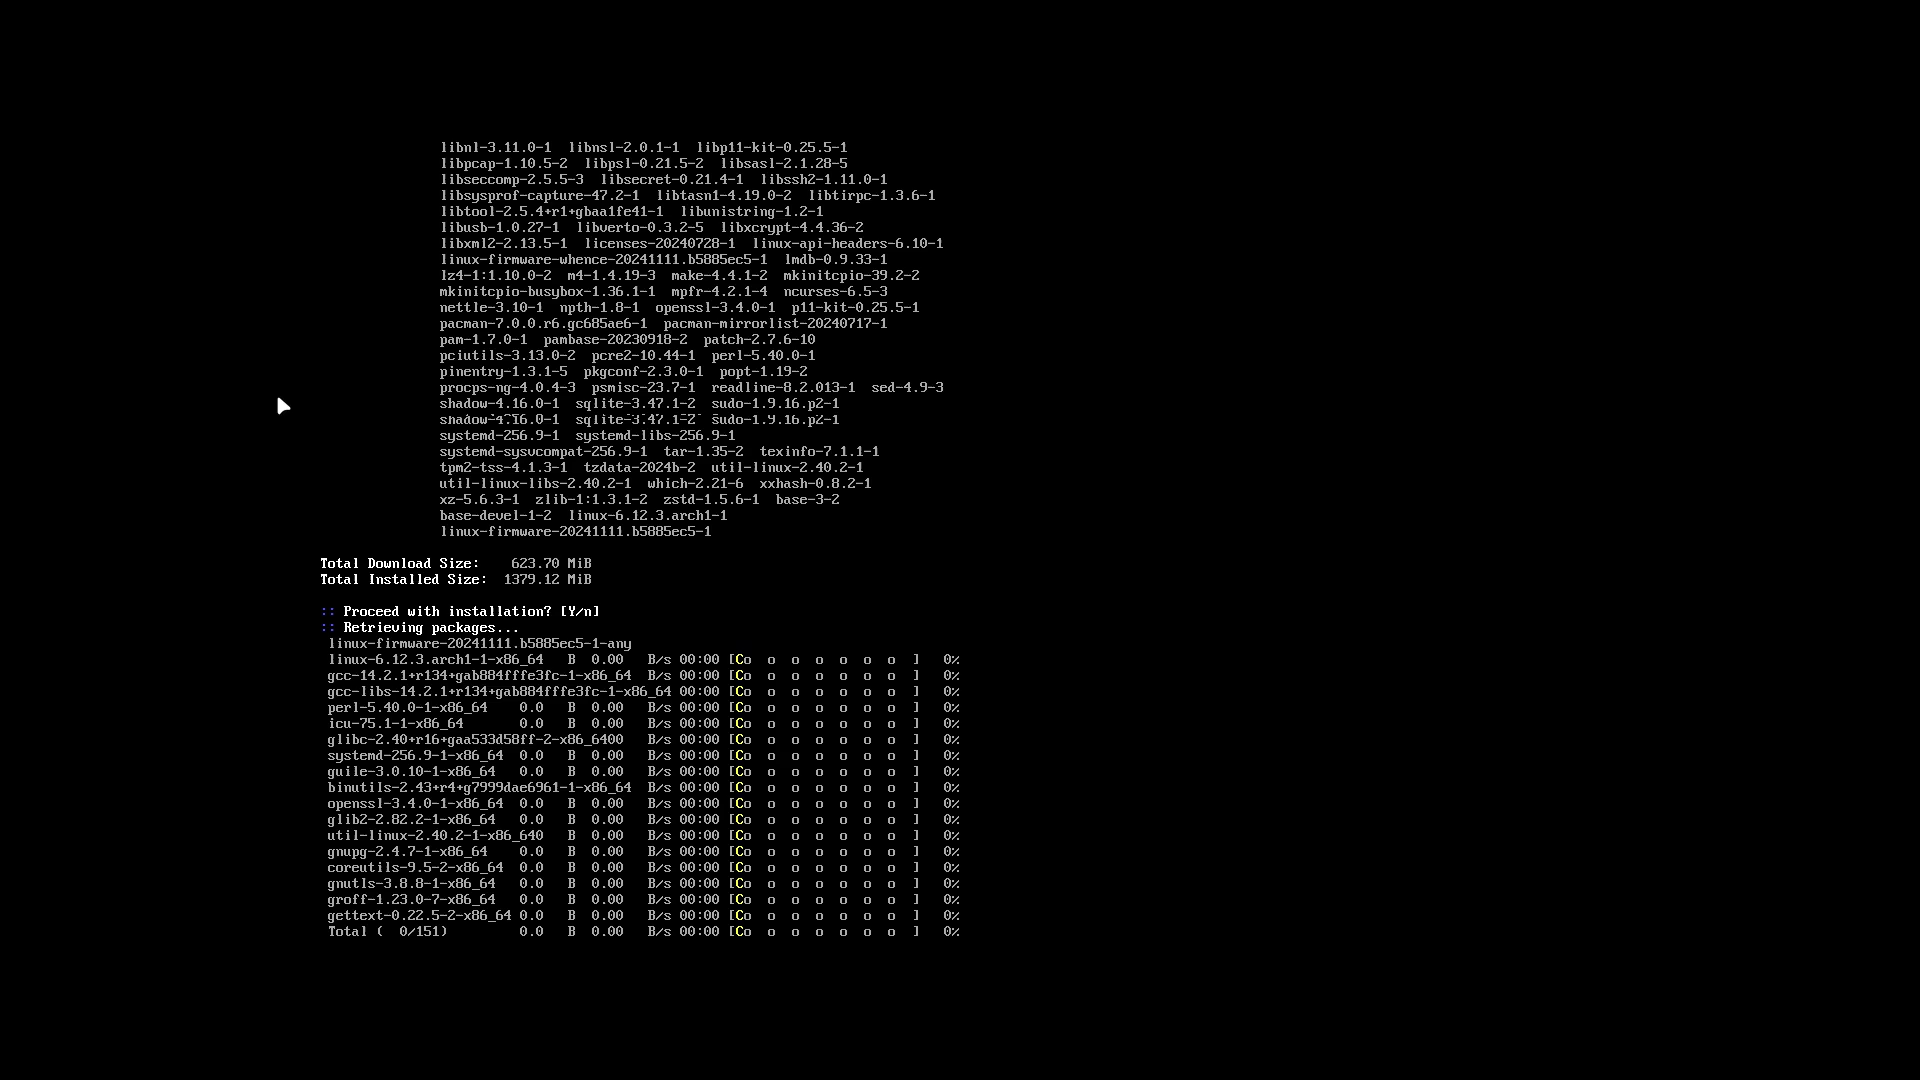 libnl-3.11.0-1 libnsl-2.0.1-1 libp11-kit-0.25.5-1
libpcap-1.10.5-2 libpsl-0.21.5-2 libsasl-2.1.28-5
libseccomp-2.5.5-3 libsecret-0.21.4-1 libssh2-1.11.0-1
libsysprof-capture-47.2-1 libtasn1-4.19.0-2 libtirpc-1.3.6-1
libtool-2.5.4+r1+gbaa1fe41-1 libunistring-1.2-1
libusb-1.0.27-1 libverto-0.3.2-5 libxcrypt-4.4.36-2
libxml2-2.13.5-1 licenses-20240728-1 linux-api-headers-6.10-1
linux-firmware-whence-20241111.b5885ec5-1 lmdb-0.9.33-1
lz4-1:1.10.0-2 m4-1.4.19-3 make-4.4.1-2 mkinitcpio-39.2-2
mkinitcpio-busybox-1.36.1-1 mpfr-4.2.1-4 ncurses-6.5-3
nettle-3.10-1 npth-1.8-1 openssl-3.4.0-1 p11-kit-0.25.5-1
pacman-7.0.0.r6.gc685ae6-1 pacman-mirrorlist-20240717-1
pam-1.7.0-1 pambase-20230918-2 patch-2.7.6-10
pciutils-3.13.0-2 pcre2-10.44-1 perl-5.40.0-1
pinentry-1.3.1-5 pkgconf-2.3.0-1 popt-1.19-2
procps-ng-4.0.4-3 psmisc-23.7-1 readline-8.2.013-1 sed-4.9-3
shadow-4.16.0-1 sqlite-3.47.1-2 sudo-1.9.16.p2-1
shadow-4.16.0-1 sqlite-3.47.1-2 sudo-1.9.16.p2-1
systemd-256.9-1 systemd-libs-256.9-1
systemd-sysvcompat-256.9-1 tar-1.35-2 texinfo-7.1.1-1
tpm2-tss-4.1.3-1 tzdata-2024b-2 util-linux-2.40.2-1
util-linux-libs-2.40.2-1 which-2.21-6 xxhash-0.8.2-1
xz-5.6.3-1 zlib-1:1.3.1-2 zstd-1.5.6-1 base-3-2
base-devel-1-2 linux-6.12.3.arch1-1
linux-firmware-20241111.b5885ec5-1
Total Download Size: 623.70 MiB
Total Installed Size: 1379.12 MiB
:: Proceed with installation? [Y/n]
:: Retrieving packages...
linux-firmware-20241111.b5885ec5-1-any
linux-6.12.3.arch1-1-x86_64 B 0.00 B/s 00:00 [Co o o o o o o ] 0%
gcc-14.2.1+r134+gab884fffe3fc-1-x86_64 B/s 00:00 [Co o o o o o o ] 0%
gcc-libs-14.2.1+r134+gab884fffe3fc-1-x86_64 00:00 [Co o o o o o o ] 0%
perl-5.40.0-1-x86_64 0.0 B 0.00 B/s 00:00 [Co o o o o o o ] 0%
icu-75.1-1-x86_64 0.0 B 0.00 B/s 00:00 [Co o o o o o o ] 0%
glibc-2.40+r16+gaa533d58ff-2-x86_6400 B/s 00:00 [Co o o o o o o ] 0%
systemd-256.9-1-x86_64 0.0 B 0.00 B/s 00:00 [Co o o o o o o ] 0%
guile-3.0.10-1-x86_64 0.0 B 0.00 B/s 00:00 [Co o o o o o o ] 0%
binutils-2.43+r4+g7999dae6961-1-x86_64 B/s 00:00 [Co o o o o o o ] 0%
openssl-3.4.0-1-x86_64 0.0 B 0.00 B/s 00:00 [Co o o o o o o ] 0%
glib2-2.82.2-1-x86_64 0.0 B 0.00 B/s 00:00 [Co o o o o o o ] 0%
util-linux-2.40.2-1-x86_640 B 0.00 B/s 00:00 [Co o o o o o o ] 0%
gnupg-2.4.7-1-x86_64 0.0 B 0.00 B/s 00:00 [Co o o o o o o ] 0%
coreutils-9.5-2-x86_64 0.0 B 0.00 B/s 00:00 [Co o o o o o o ] 0%
gnutls-3.8.8-1-x86_64 0.0 B 0.00 B/s 00:00 [Co o o o o o o ] 0%
groff-1.23.0-7-x86_64 0.0 B 0.00 B/s 00:00 [Co o o o o o o ] 0%
gettext-0.22.5-2-x86_64 0.0 B 0.00 B/s 00:00 [Co o o o o o o ] 0%
Total ( 0/151) 0.0 B 0.00 B/s 00:00 [Co o o o o o o ] 0%